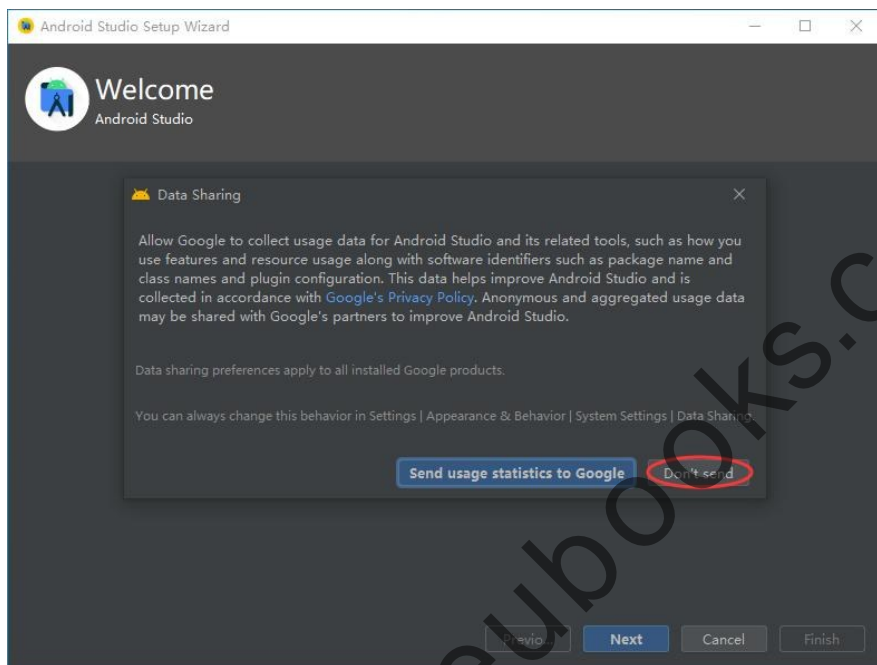 Android Studio Setup Wizard
Welcome
Android Studio
Data Sharing
Allow Google to collect usage data for Android Studio and its related tools, such as how you
use features and resource usage along with software identifiers such as package name and
class names and plugin configuration. This data helps improve Android Studio and is
collected in accordance with Google's Privacy Policy. Anonymous and aggregated usage data
may be shared with Google's partners to improve Android Studio.
Data sharing preferences apply to all installed Google products.
You can always change this behavior in Settings | Appearance & Behavior | System Settings | Data Sharing.
Send usage statistics to Google Don't send
Previo... Next Cancel Finish
eubooks.c